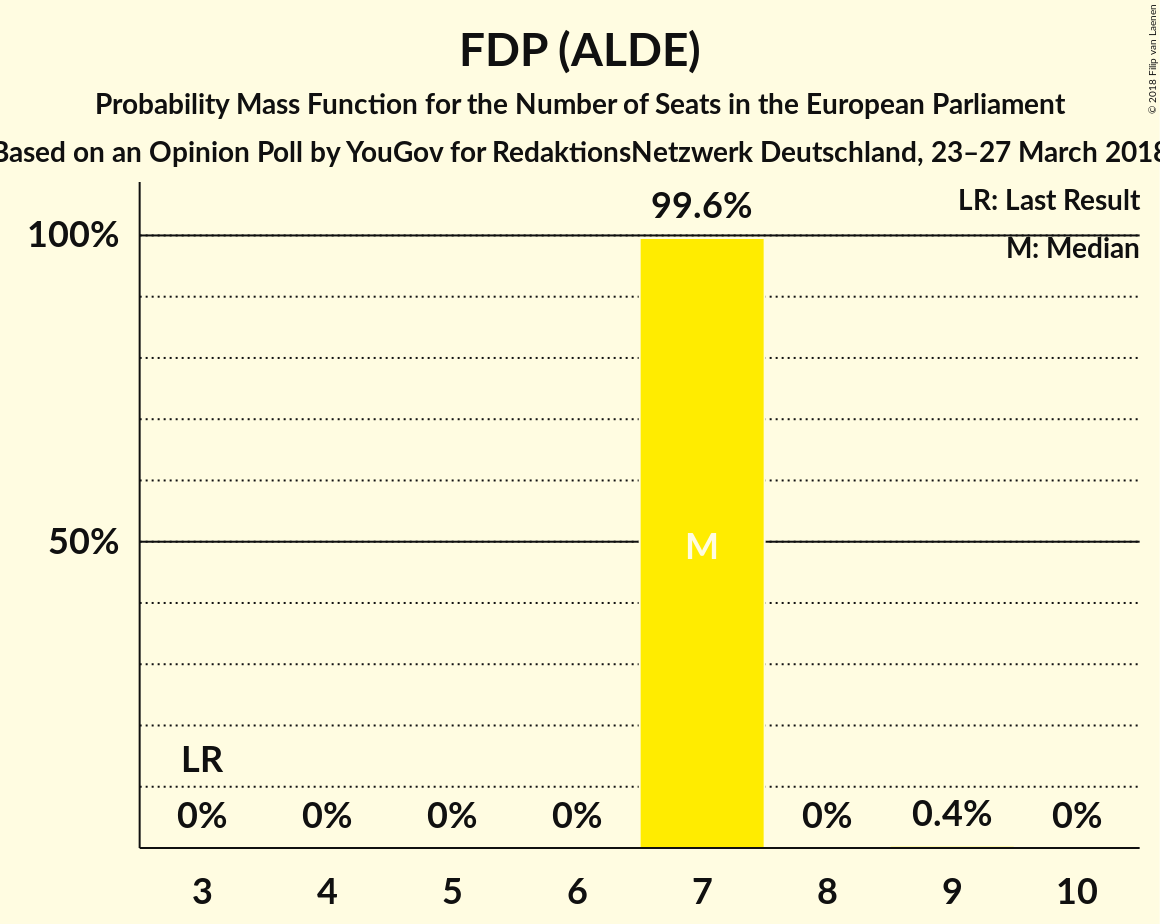 FDP (ALDE)
Probability Mass Function for the Number of Seats in the European Parliament
Based on an Opinion Poll by YouGov for RedaktionsNetzwerk Deutschland, 23–27 March 2018
© 2018 Filip van Laenen
LR: Last Result
M: Median
99.6%
100%
50%
M
LR
0% 0% 0% 0% 0% 0.4% 0%
3 4 5 6 7 8 9 10